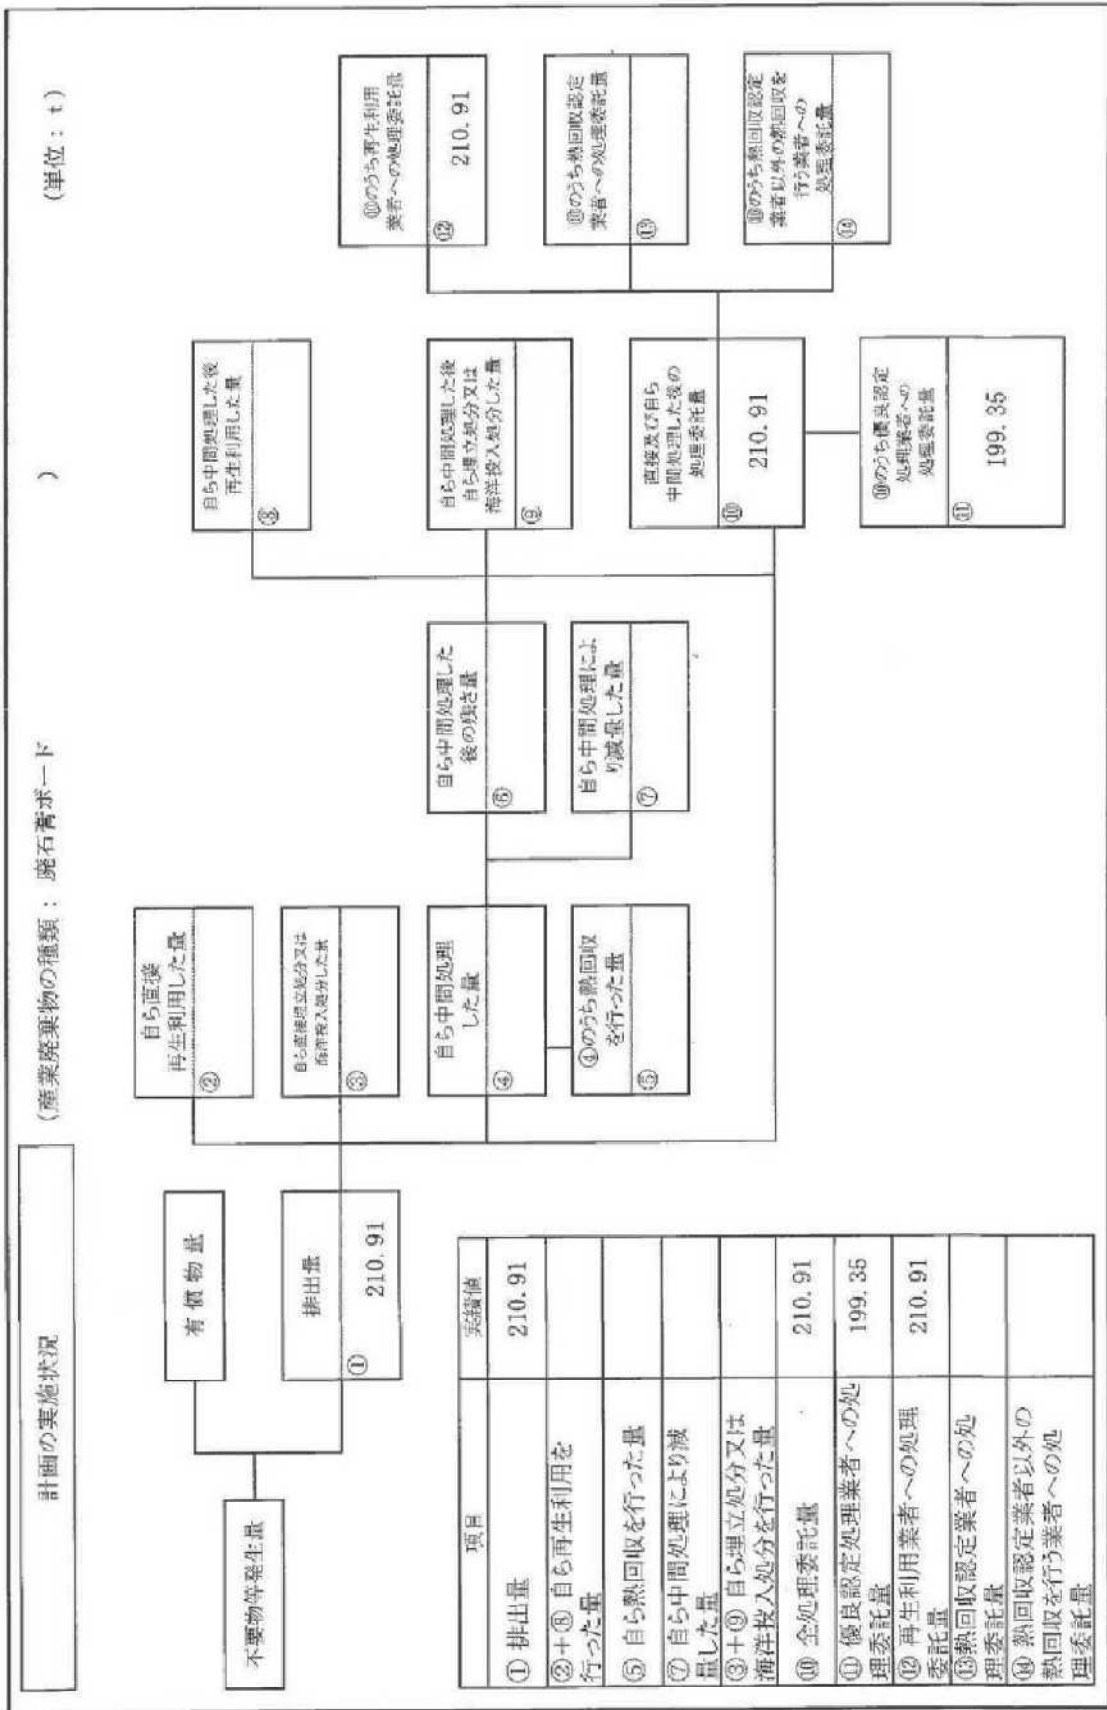 計画の実施状況
(産業廃棄物の種類： 廃石膏ボード
)
(単位：t)
不要物等発生量
有償物量
排出量
①
210.91
自ら直接
再生利用した量
②
自ら直接埋立処分又は
海洋投入処分した量
③
自ら中間処理
した量
④
④のうち熱回収
を行った量
⑤
自ら中間処理した
後の残さ量
⑥
自ら中間処理によ
り減量した量
⑦
自ら中間処理した後
再生利用した量
⑧
自ら中間処理した後
自ら埋立処分又は
海洋投入処分した量
⑨
直接及び自ら
中間処理した後の
処理委託量
⑩
210.91
⑩のうち優良認定
処理業者への
処理委託量
⑪
199.35
⑩のうち再生利用
業者への処理委託量
⑫
210.91
⑩のうち熱回収認定
業者への処理委託量
⑬
⑩のうち熱回収認定
業者以外の熱回収を
行う業者への
処理委託量
⑭
項目 実績値
① 排出量 210.91
②+⑧ 自ら再生利用を
行った量
⑤ 自ら熱回収を行った量
⑦ 自ら中間処理により減
量した量
③+⑨ 自ら埋立処分又は
海洋投入処分を行った量
⑩ 全処理委託量 210.91
⑪ 優良認定処理業者への処
理委託量 199.35
⑫ 再生利用業者への処理
委託量 210.91
⑬熱回収認定業者への処
理委託量
⑭ 熱回収認定業者以外の
熱回収を行う業者への処
理委託量